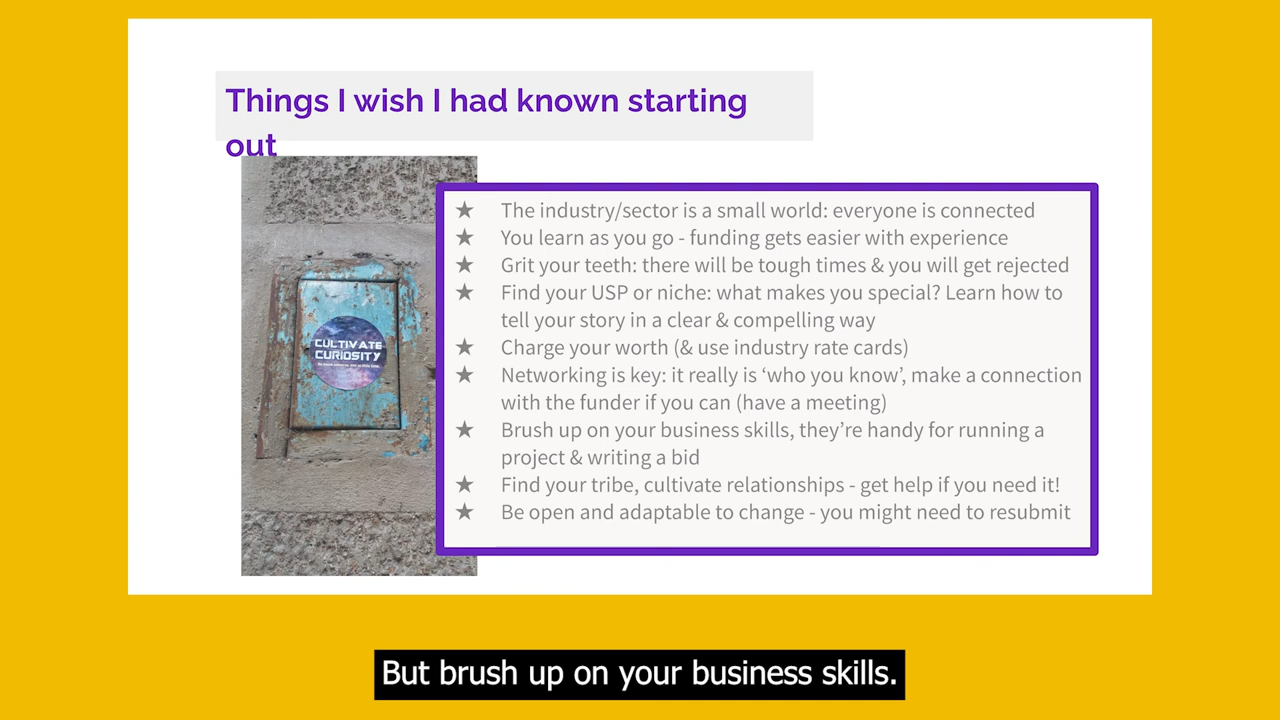 Things I wish I had known starting
out
CULTIVATE
CURIOSITY
★ The industry/sector is a small world: everyone is connected
★ You learn as you go - funding gets easier with experience
★ Grit your teeth: there will be tough times & you will get rejected
★ Find your USP or niche: what makes you special? Learn how to
tell your story in a clear & compelling way
★ Charge your worth (& use industry rate cards)
★ Networking is key: it really is ‘who you know’, make a connection
with the funder if you can (have a meeting)
★ Brush up on your business skills, they’re handy for running a
project & writing a bid
★ Find your tribe, cultivate relationships - get help if you need it!
★ Be open and adaptable to change - you might need to resubmit
But brush up on your business skills.